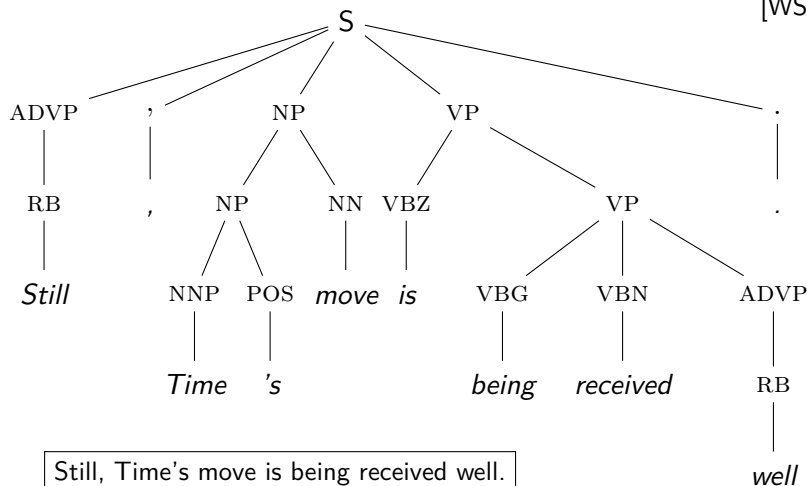 [WS
S
ADVP , NP VP .
RB , NP NN VBZ VP .
Still NNP POS move is VBG VBN ADVP
Time 's being received RB
Still, Time's move is being received well.
well